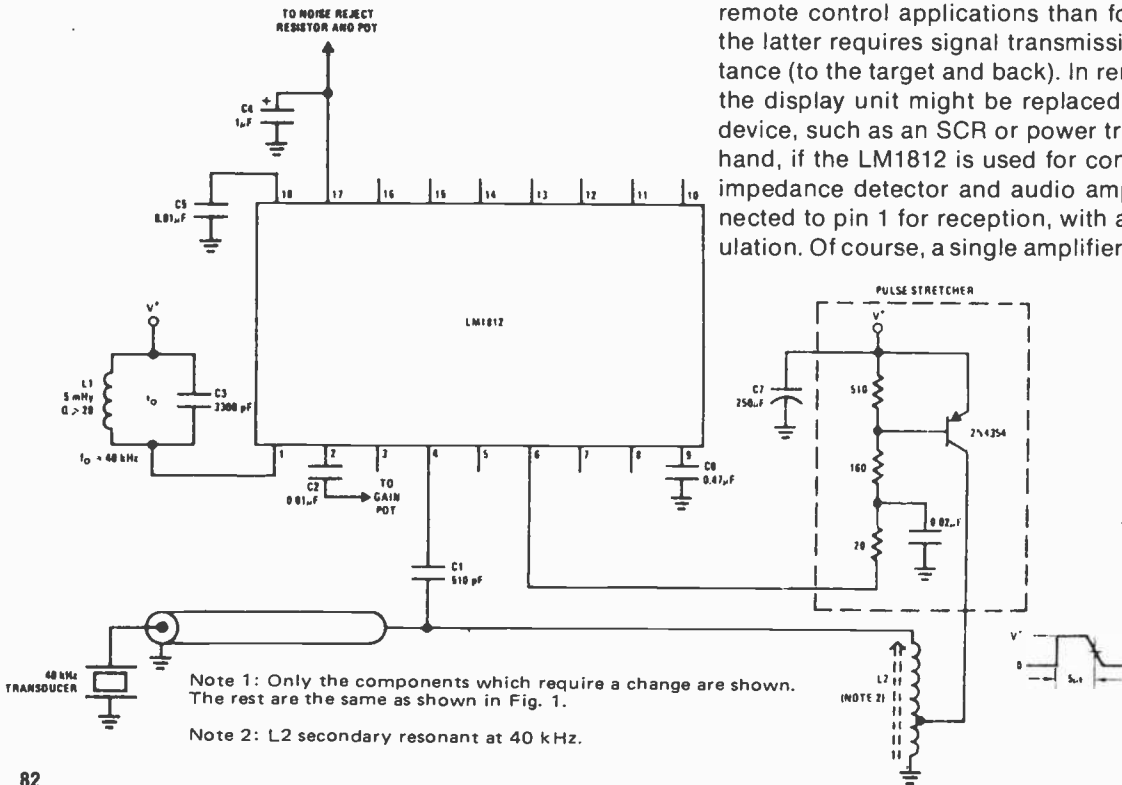 TO NOISE REJECT
RESISTOR AND POT
remote control applications than fo
the latter requires signal transmissi
tance (to the target and back). In ren
the display unit might be replaced
device, such as an SCR or power tr
hand, if the LM1812 is used for con
impedance detector and audio amp
nected to pin 1 for reception, with a
ulation. Of course, a single amplifier
C4
+
1µF
C5
0.01µF
18
17
16
15
14
13
12
11
10
LM1812
V+
L1
5 mHy
Q > 20
fo
C3
3300 pF
fo ≈ 40 kHz
1
2
3
4
5
6
7
8
9
C2
0.01µF
TO
GAIN
POT
C8
0.47µF
C1
510 pF
PULSE STRETCHER
V+
C7
250µF
510
2N4354
160
0.02µF
20
40 kHz
TRANSDUCER
L2
(NOTE 2)
V+
0
5µs
Note 1: Only the components which require a change are shown.
The rest are the same as shown in Fig. 1.
Note 2: L2 secondary resonant at 40 kHz.
82